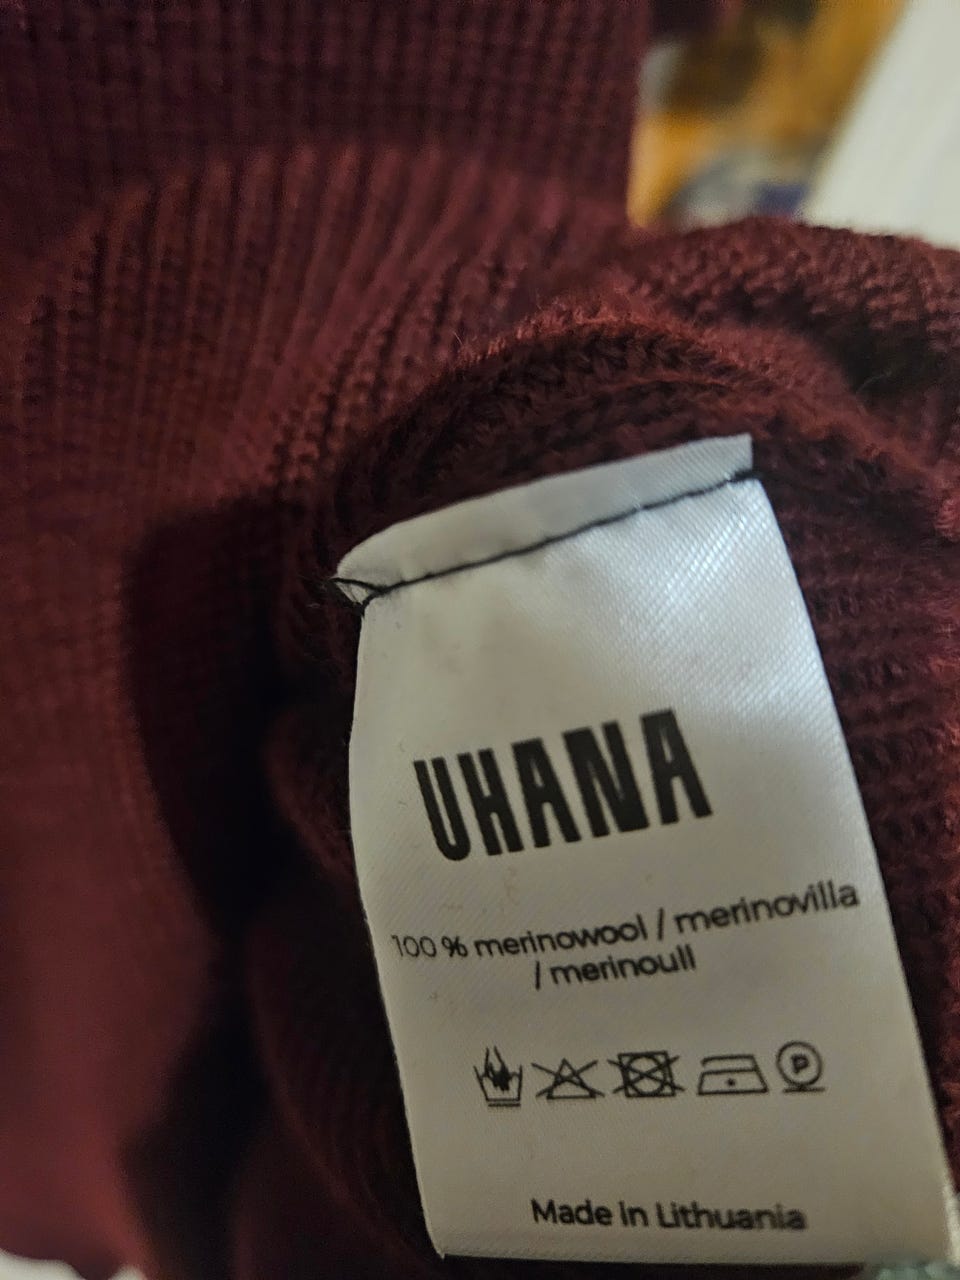 UHANA
100 % merinowool / merinovilla
/ merinoull
P
Made in Lithuania